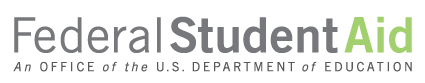 Federal Student Aid
An OFFICE of the U.S. DEPARTMENT of EDUCATION